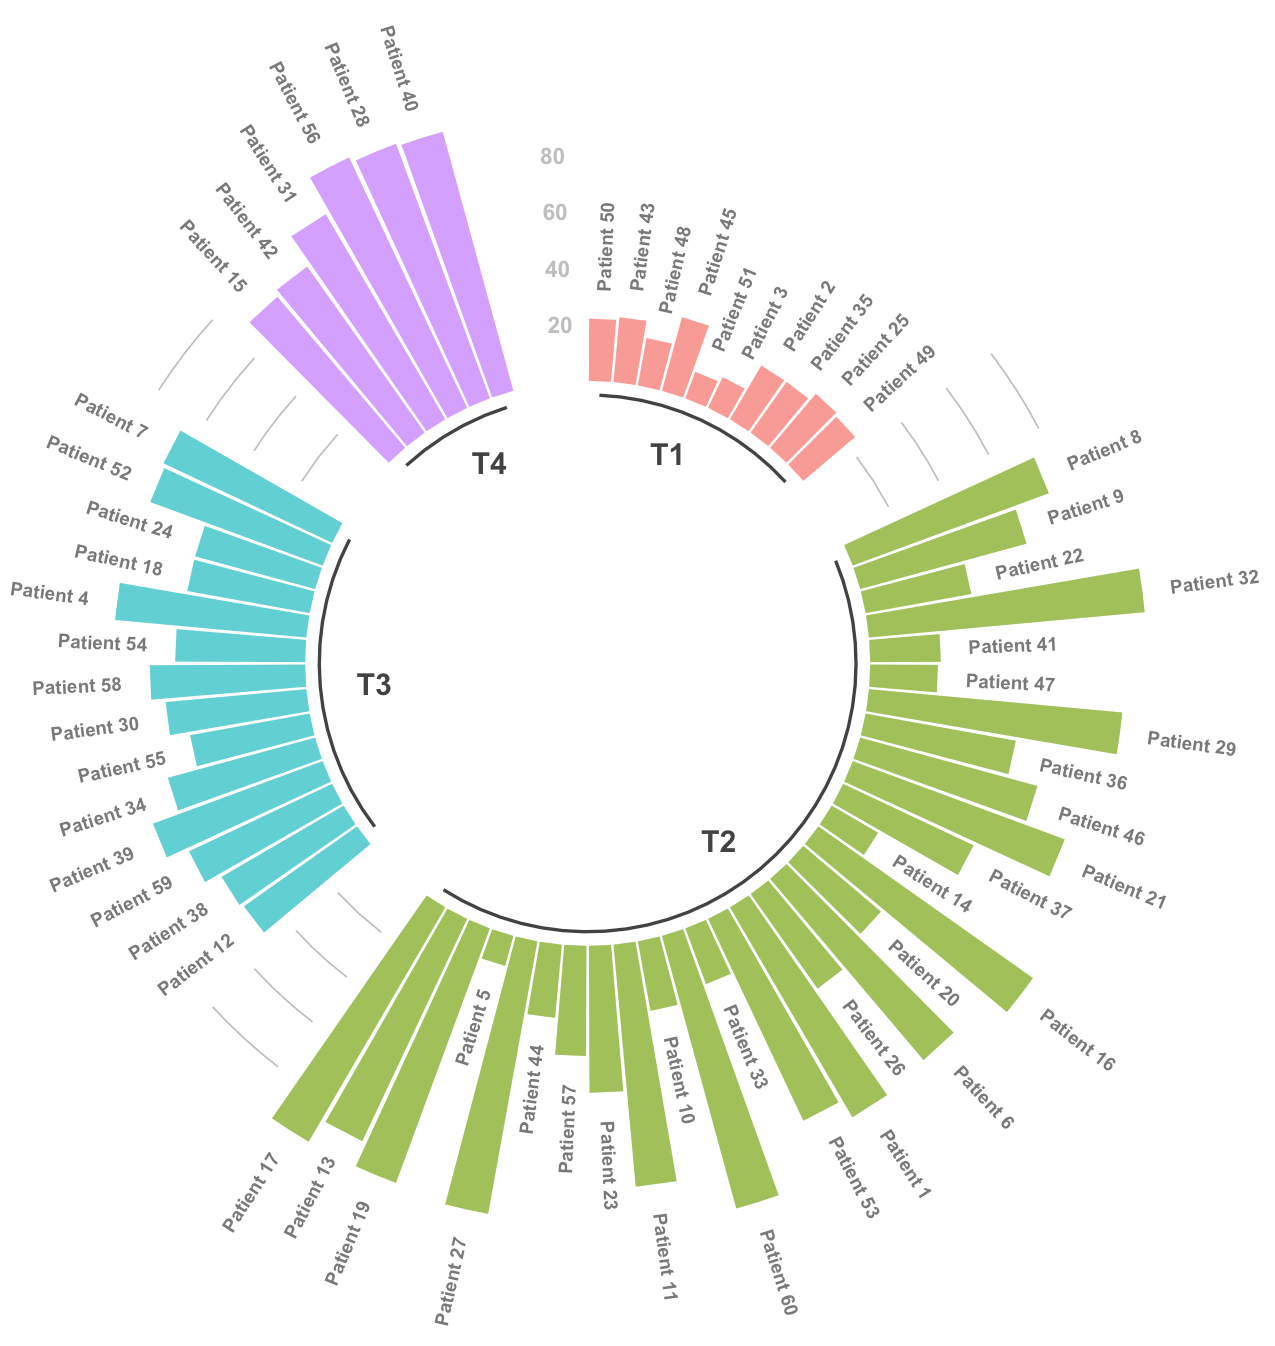 80
60
40
20
Patient 50
Patient 43
Patient 48
Patient 45
Patient 51
Patient 3
Patient 2
Patient 35
Patient 25
Patient 49
T1
Patient 8
Patient 9
Patient 22
Patient 32
Patient 41
Patient 47
Patient 29
Patient 36
Patient 46
Patient 21
Patient 37
Patient 14
Patient 16
Patient 20
Patient 6
Patient 26
Patient 1
Patient 53
Patient 33
Patient 60
Patient 10
Patient 11
Patient 23
Patient 57
Patient 44
Patient 27
Patient 5
Patient 19
Patient 13
Patient 17
T2
Patient 12
Patient 38
Patient 59
Patient 39
Patient 34
Patient 55
Patient 30
Patient 58
Patient 54
Patient 4
Patient 18
Patient 24
Patient 52
Patient 7
T3
Patient 15
Patient 42
Patient 31
Patient 56
Patient 28
Patient 40
T4